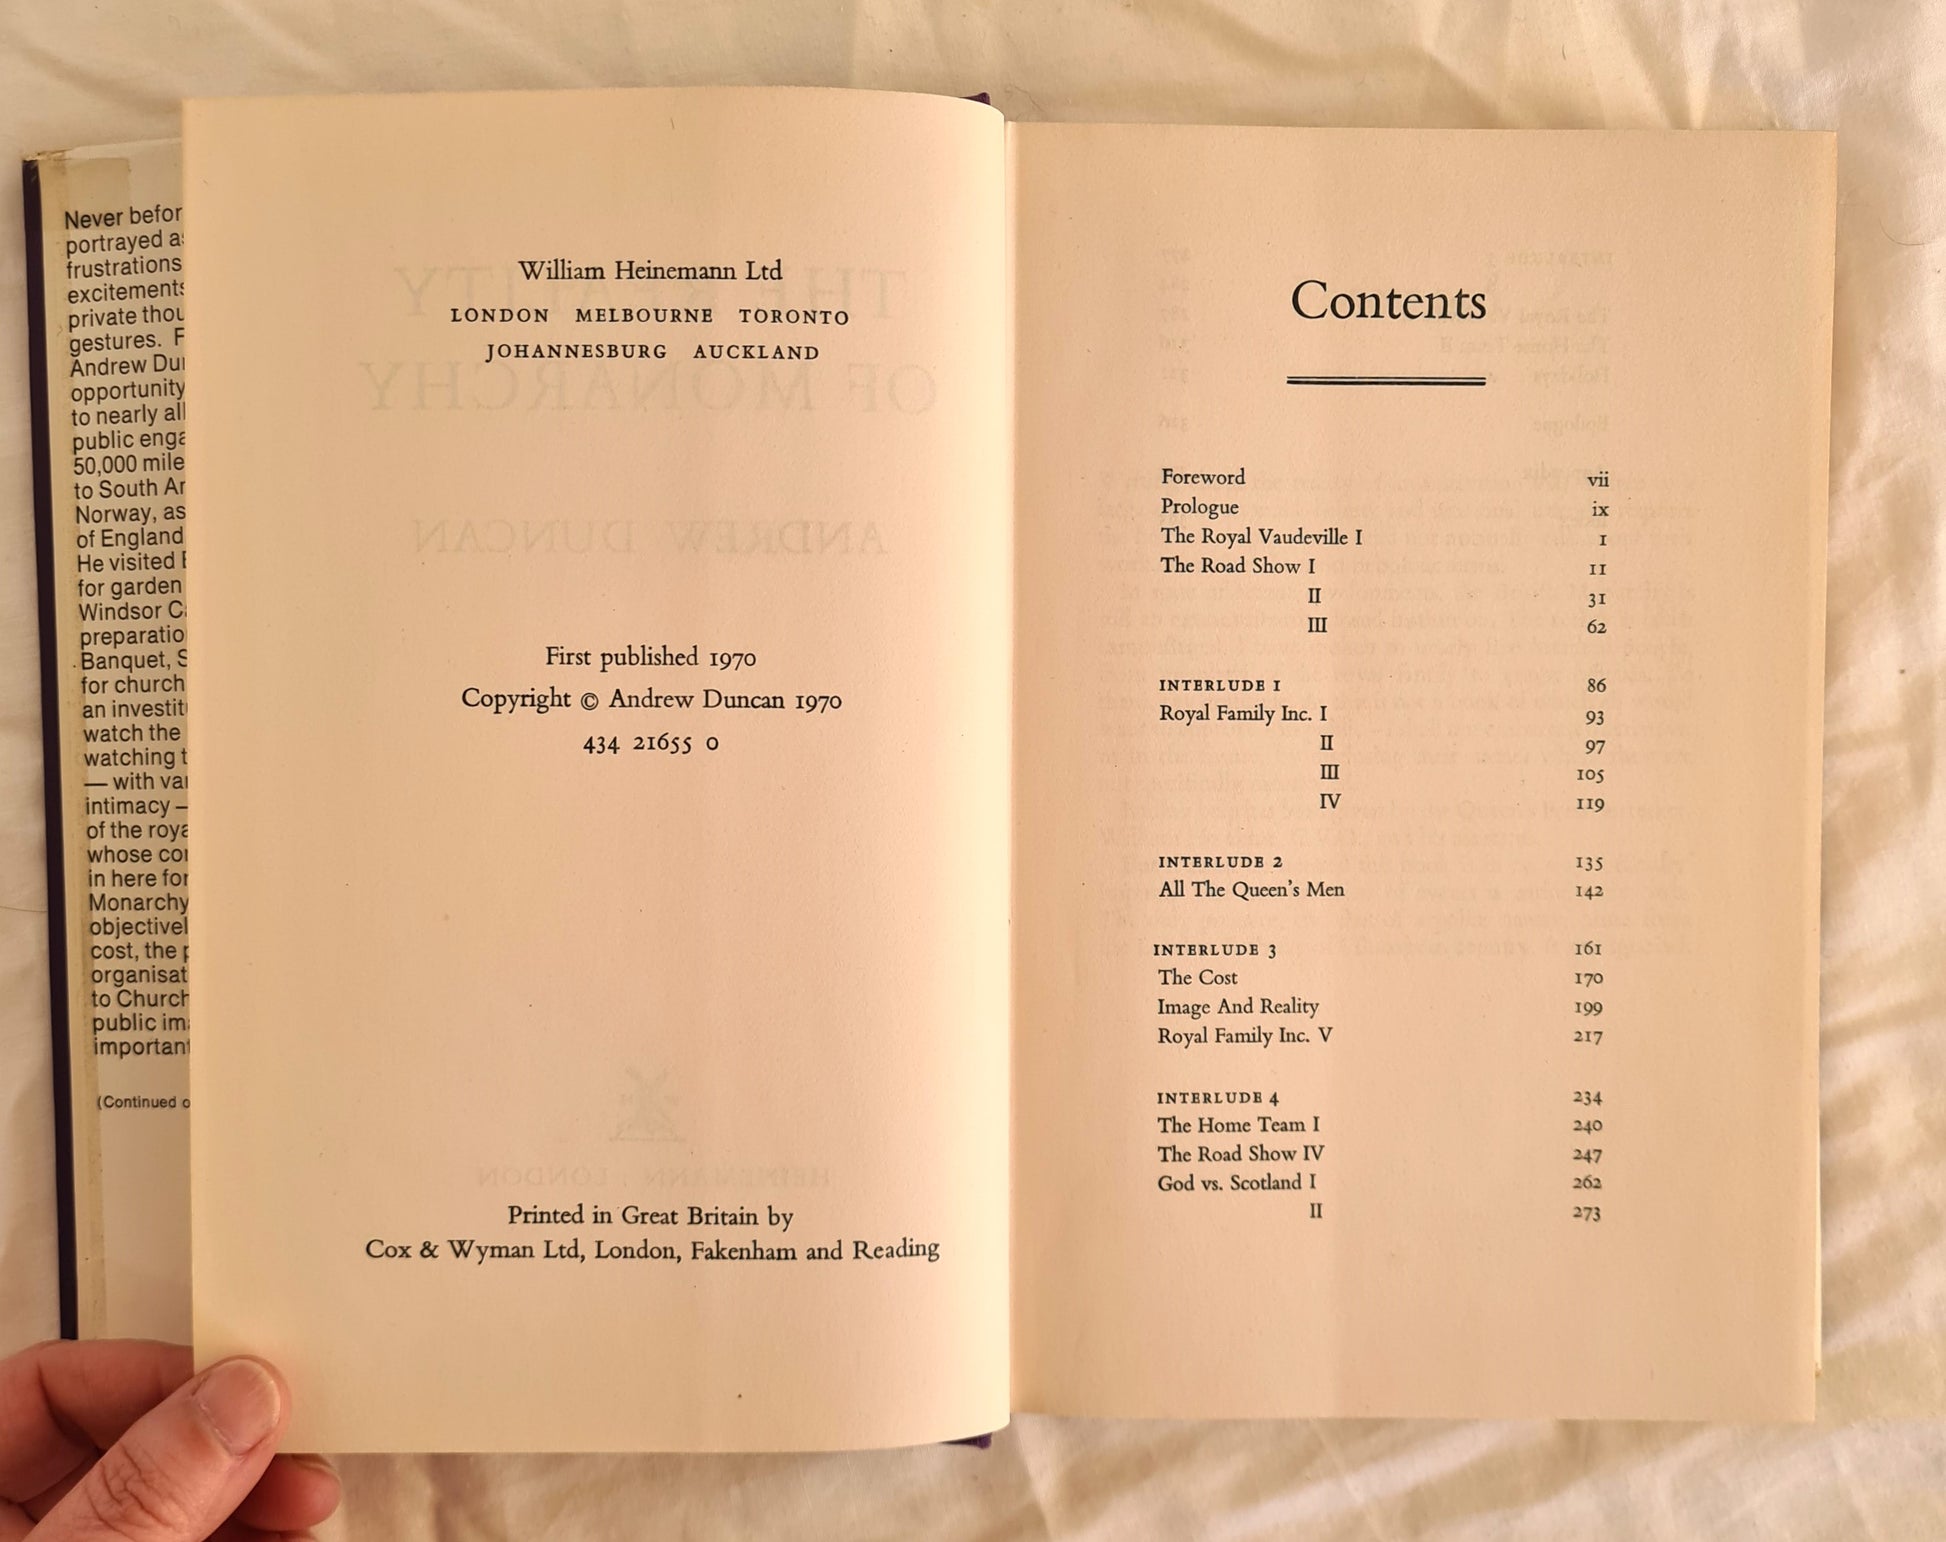 Never befor
portrayed a
frustrations
excitements
private thou
gestures. F
Andrew Du
opportunity
to nearly all
public enga
50,000 mile
to South Ar
Norway, as
of England
He visited
for garden
Windsor Ca
preparatio
Banquet, S
for church
an investit
watch the
watching t
— with var
intimacy –
of the roya
whose cor
in here for
Monarchy
objectivel
cost, the p
organisat
to Church
public ima
important
(Continued o
William Heinemann Ltd
LONDON MELBOURNE TORONTO
JOHANNESBURG AUCKLAND
First published 1970
Copyright © Andrew Duncan 1970
434 21655 0
Printed in Great Britain by
Cox & Wyman Ltd, London, Fakenham and Reading
Contents
Foreword vii
Prologue ix
The Royal Vaudeville I 1
The Road Show I 11
II 31
III 62
INTERLUDE 1 86
Royal Family Inc. I 93
II 97
III 105
IV 119
INTERLUDE 2 135
All The Queen's Men 142
INTERLUDE 3 161
The Cost 170
Image And Reality 199
Royal Family Inc. V 217
INTERLUDE 4 234
The Home Team I 240
The Road Show IV 247
God vs. Scotland I 262
II 273